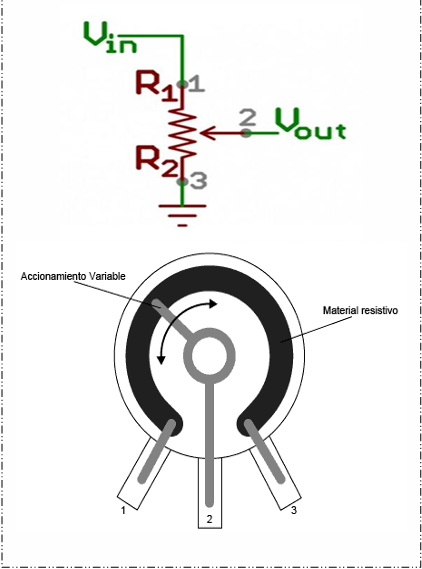 Vin
R1
1
2
Vout
R2
3
Accionamiento Variable
Material resistivo
1
2
3